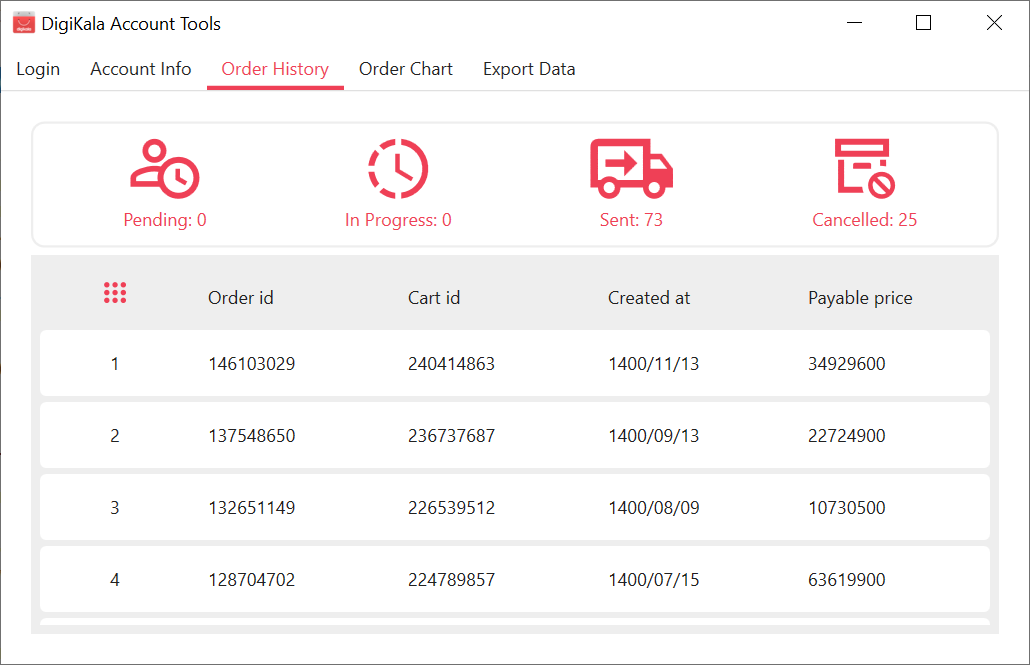 DigiKala Account Tools
Login Account Info Order History Order Chart Export Data
Pending: 0 In Progress: 0 Sent: 73 Cancelled: 25
Order id Cart id Created at Payable price
1 146103029 240414863 1400/11/13 34929600
2 137548650 236737687 1400/09/13 22724900
3 132651149 226539512 1400/08/09 10730500
4 128704702 224789857 1400/07/15 63619900